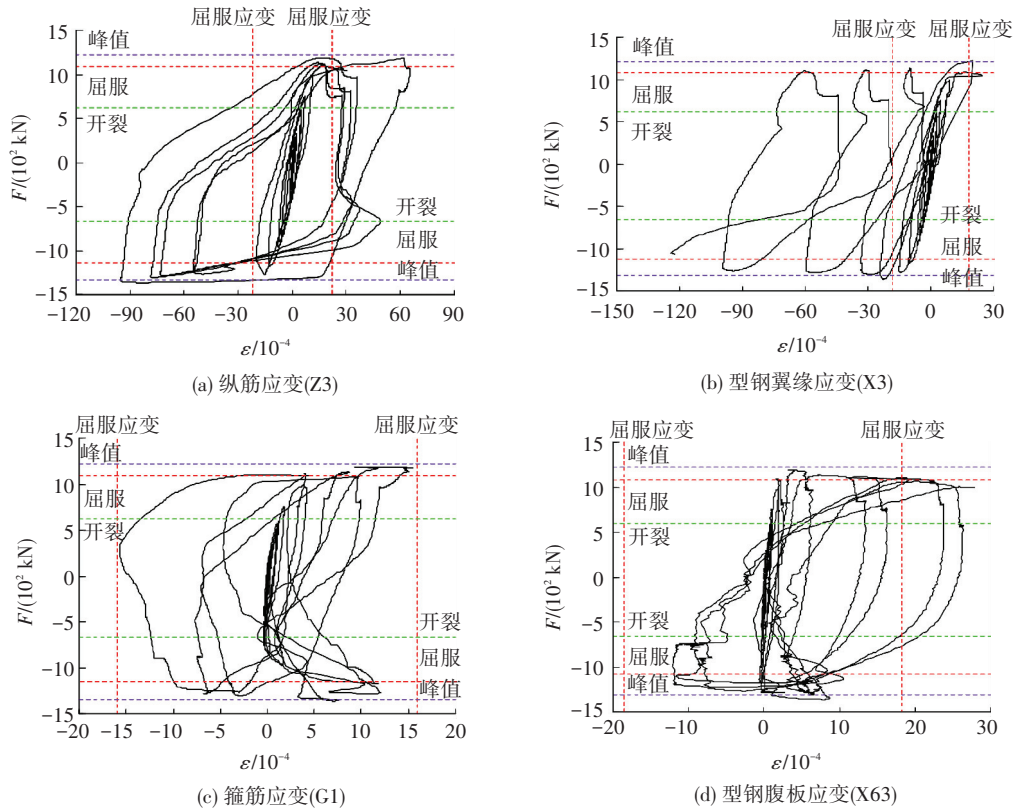 屈服应变 屈服应变
峰值
屈服
开裂
开裂
屈服
峰值
15
10
5
0
−5
−10
−15
F/(10² kN)
−120 −90 −60 −30 0 30 60 90
ε/10⁻⁴
(a) 纵筋应变(Z3)
屈服应变 屈服应变
峰值
屈服
开裂
开裂
屈服
峰值
15
10
5
0
−5
−10
−15
F/(10² kN)
−150 −120 −90 −60 −30 0 30
ε/10⁻⁴
(b) 型钢翼缘应变(X3)
屈服应变 屈服应变
峰值
屈服
开裂
开裂
屈服
峰值
15
10
5
0
−5
−10
−15
F/(10² kN)
−20 −15 −10 −5 0 5 10 15 20
ε/10⁻⁴
(c) 箍筋应变(G1)
屈服应变 屈服应变
峰值
屈服
开裂
开裂
屈服
峰值
15
10
5
0
−5
−10
−15
F/(10² kN)
−20 −10 0 10 20 30
ε/10⁻⁴
(d) 型钢腹板应变(X63)